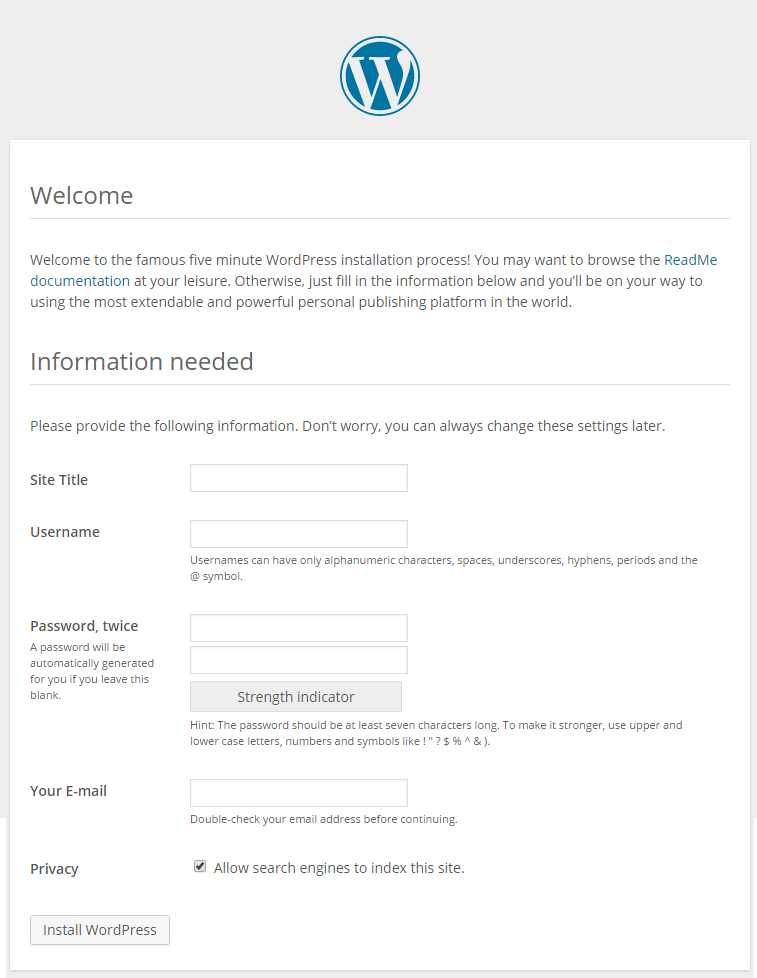 Welcome
Welcome to the famous five minute WordPress installation process! You may want to browse the ReadMe
documentation at your leisure. Otherwise, just fill in the information below and you’ll be on your way to
using the most extendable and powerful personal publishing platform in the world.
Information needed
Please provide the following information. Don’t worry, you can always change these settings later.
Site Title
Username
Usernames can have only alphanumeric characters, spaces, underscores, hyphens, periods and the
@ symbol.
Password, twice
A password will be
automatically generated
for you if you leave this
blank.
Strength indicator
Hint: The password should be at least seven characters long. To make it stronger, use upper and
lower case letters, numbers and symbols like ! " ? $ % ^ & ).
Your E-mail
Double-check your email address before continuing.
Privacy
Allow search engines to index this site.
Install WordPress